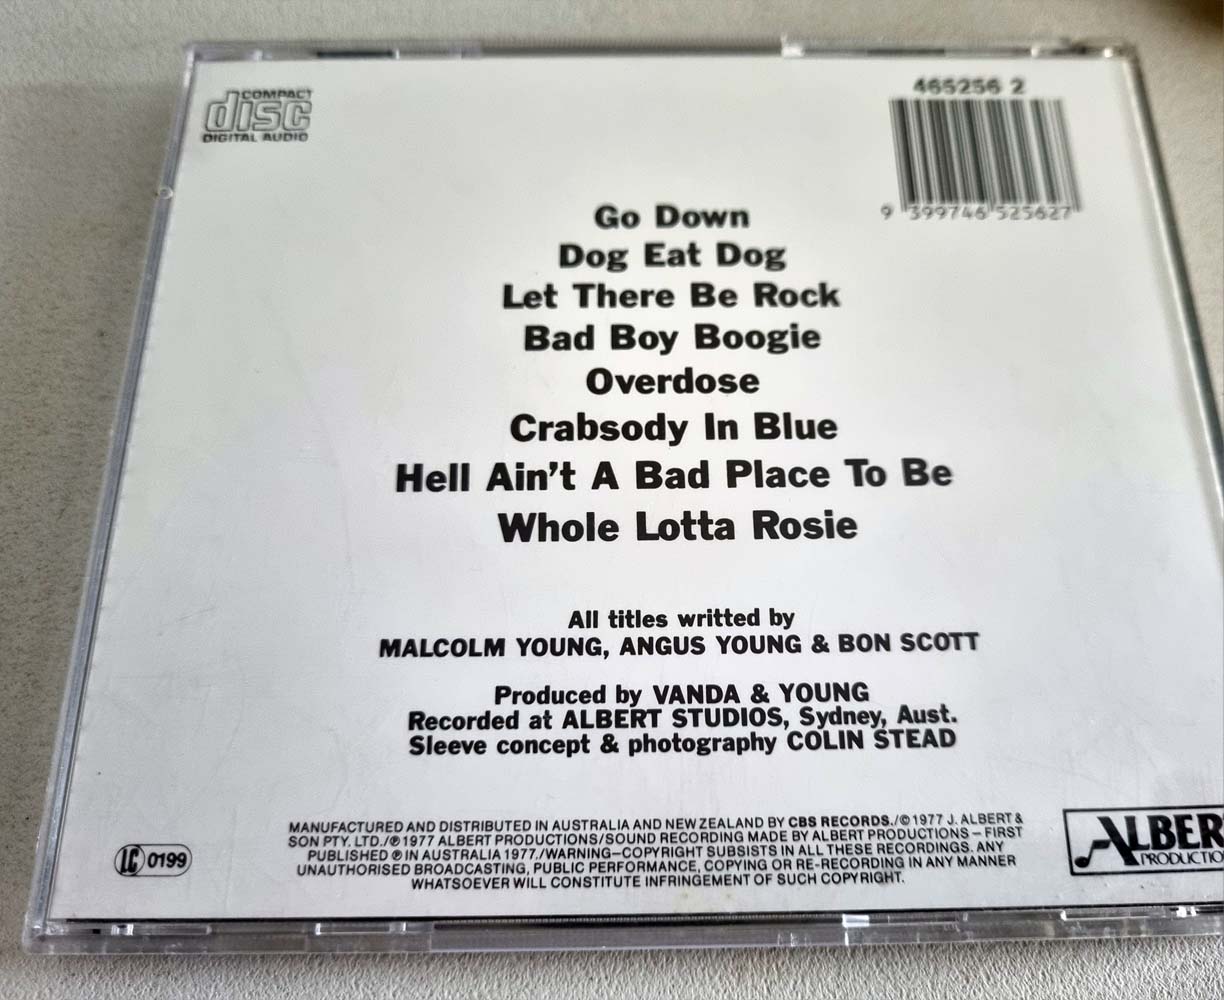 COMPACT
disc
DIGITAL AUDIO
465256 2
9 399746 525627
Go Down
Dog Eat Dog
Let There Be Rock
Bad Boy Boogie
Overdose
Crabsody In Blue
Hell Ain't A Bad Place To Be
Whole Lotta Rosie
All titles writted by
MALCOLM YOUNG, ANGUS YOUNG & BON SCOTT
Produced by VANDA & YOUNG
Recorded at ALBERT STUDIOS, Sydney, Aust.
Sleeve concept & photography COLIN STEAD
MANUFACTURED AND DISTRIBUTED IN AUSTRALIA AND NEW ZEALAND BY CBS RECORDS./©1977 J. ALBERT &
SON PTY. LTD./℗1977 ALBERT PRODUCTIONS/SOUND RECORDING MADE BY ALBERT PRODUCTIONS – FIRST
PUBLISHED ℗ IN AUSTRALIA 1977./WARNING–COPYRIGHT SUBSISTS IN ALL THESE RECORDINGS. ANY
UNAUTHORISED BROADCASTING, PUBLIC PERFORMANCE, COPYING OR RE-RECORDING IN ANY MANNER
WHATSOEVER WILL CONSTITUTE INFRINGEMENT OF SUCH COPYRIGHT.
LC 0199
ALBER
PRODUCTIO